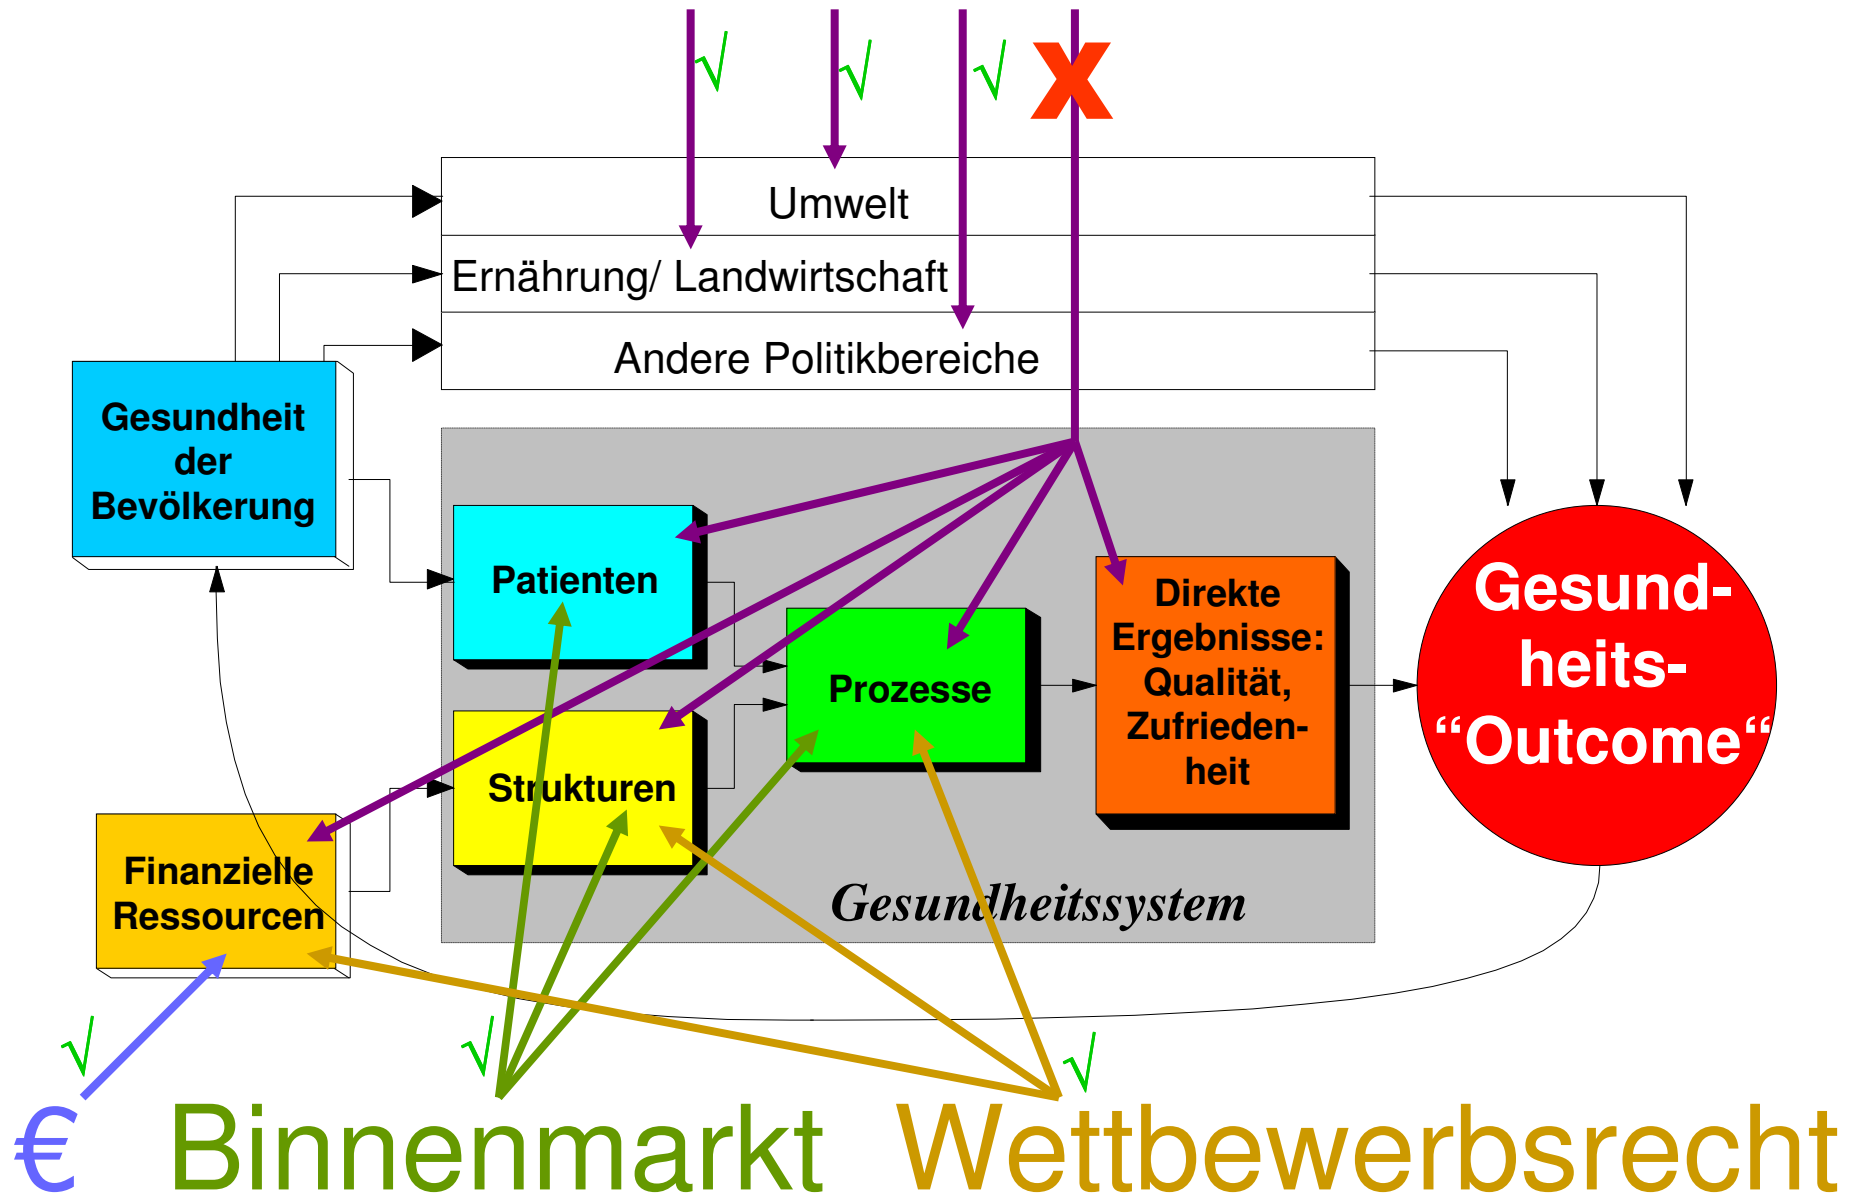 √ √ √ X
Umwelt
Ernährung/ Landwirtschaft
Andere Politikbereiche
Gesundheit
der
Bevölkerung
Patienten
Strukturen
Prozesse
Direkte
Ergebnisse:
Qualität,
Zufrieden-
heit
Gesund-
heits-
“Outcome“
Finanzielle
Ressourcen
Gesundheitssystem
√ √ √
€ Binnenmarkt Wettbewerbsrecht